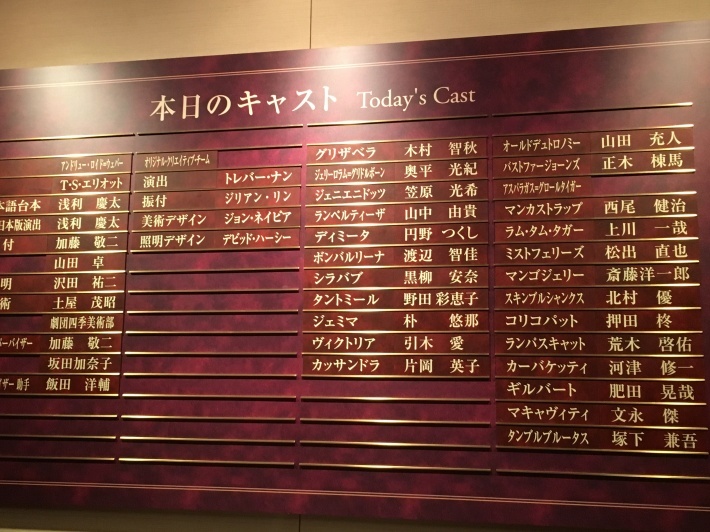 本日のキャスト Today's Cast
アンドリュー・ロイド=ウェバー
T・S・エリオット
本語台本 浅利 慶太
日本版演出 浅利 慶太
付 加藤 敬二
山田 卓
明 沢田 祐二
術 土屋 茂昭
劇団四季美術部
パーバイザー 加藤 敬二
坂田加奈子
イザー 助手 飯田 洋輔
オリジナル・クリエイティブ・チーム
演出 トレバー・ナン
振付 ジリアン・リン
美術デザイン ジョン・ネイピア
照明デザイン デビッド・ハーシー
グリザベラ 木村 智秋
ジェリーロラム=グリドルボーン 奥平 光紀
ジェニエニドッツ 笠原 光希
ランペルティーザ 山中 由貴
ディミータ 円野 つくし
ボンバルリーナ 渡辺 智佳
シラバブ 黒柳 安奈
タントミール 野田 彩恵子
ジェミマ 朴 悠那
ヴィクトリア 引木 愛
カッサンドラ 片岡 英子
オールドデュトロノミー 山田 充人
バストファージョーンズ 正木 棟馬
アスパラガス=グロールタイガー
マンカストラップ 西尾 健治
ラム・タム・タガー 上川 一哉
ミストフェリーズ 松出 直也
マンゴジェリー 斎藤洋一郎
スキンブルシャンクス 北村 優
コリコパット 押田 柊
ランパスキャット 荒木 啓佑
カーバケッティ 河津 修一
ギルバート 肥田 晃哉
マキャヴィティ 文永 傑
タンブルブルータス 塚下 兼吾